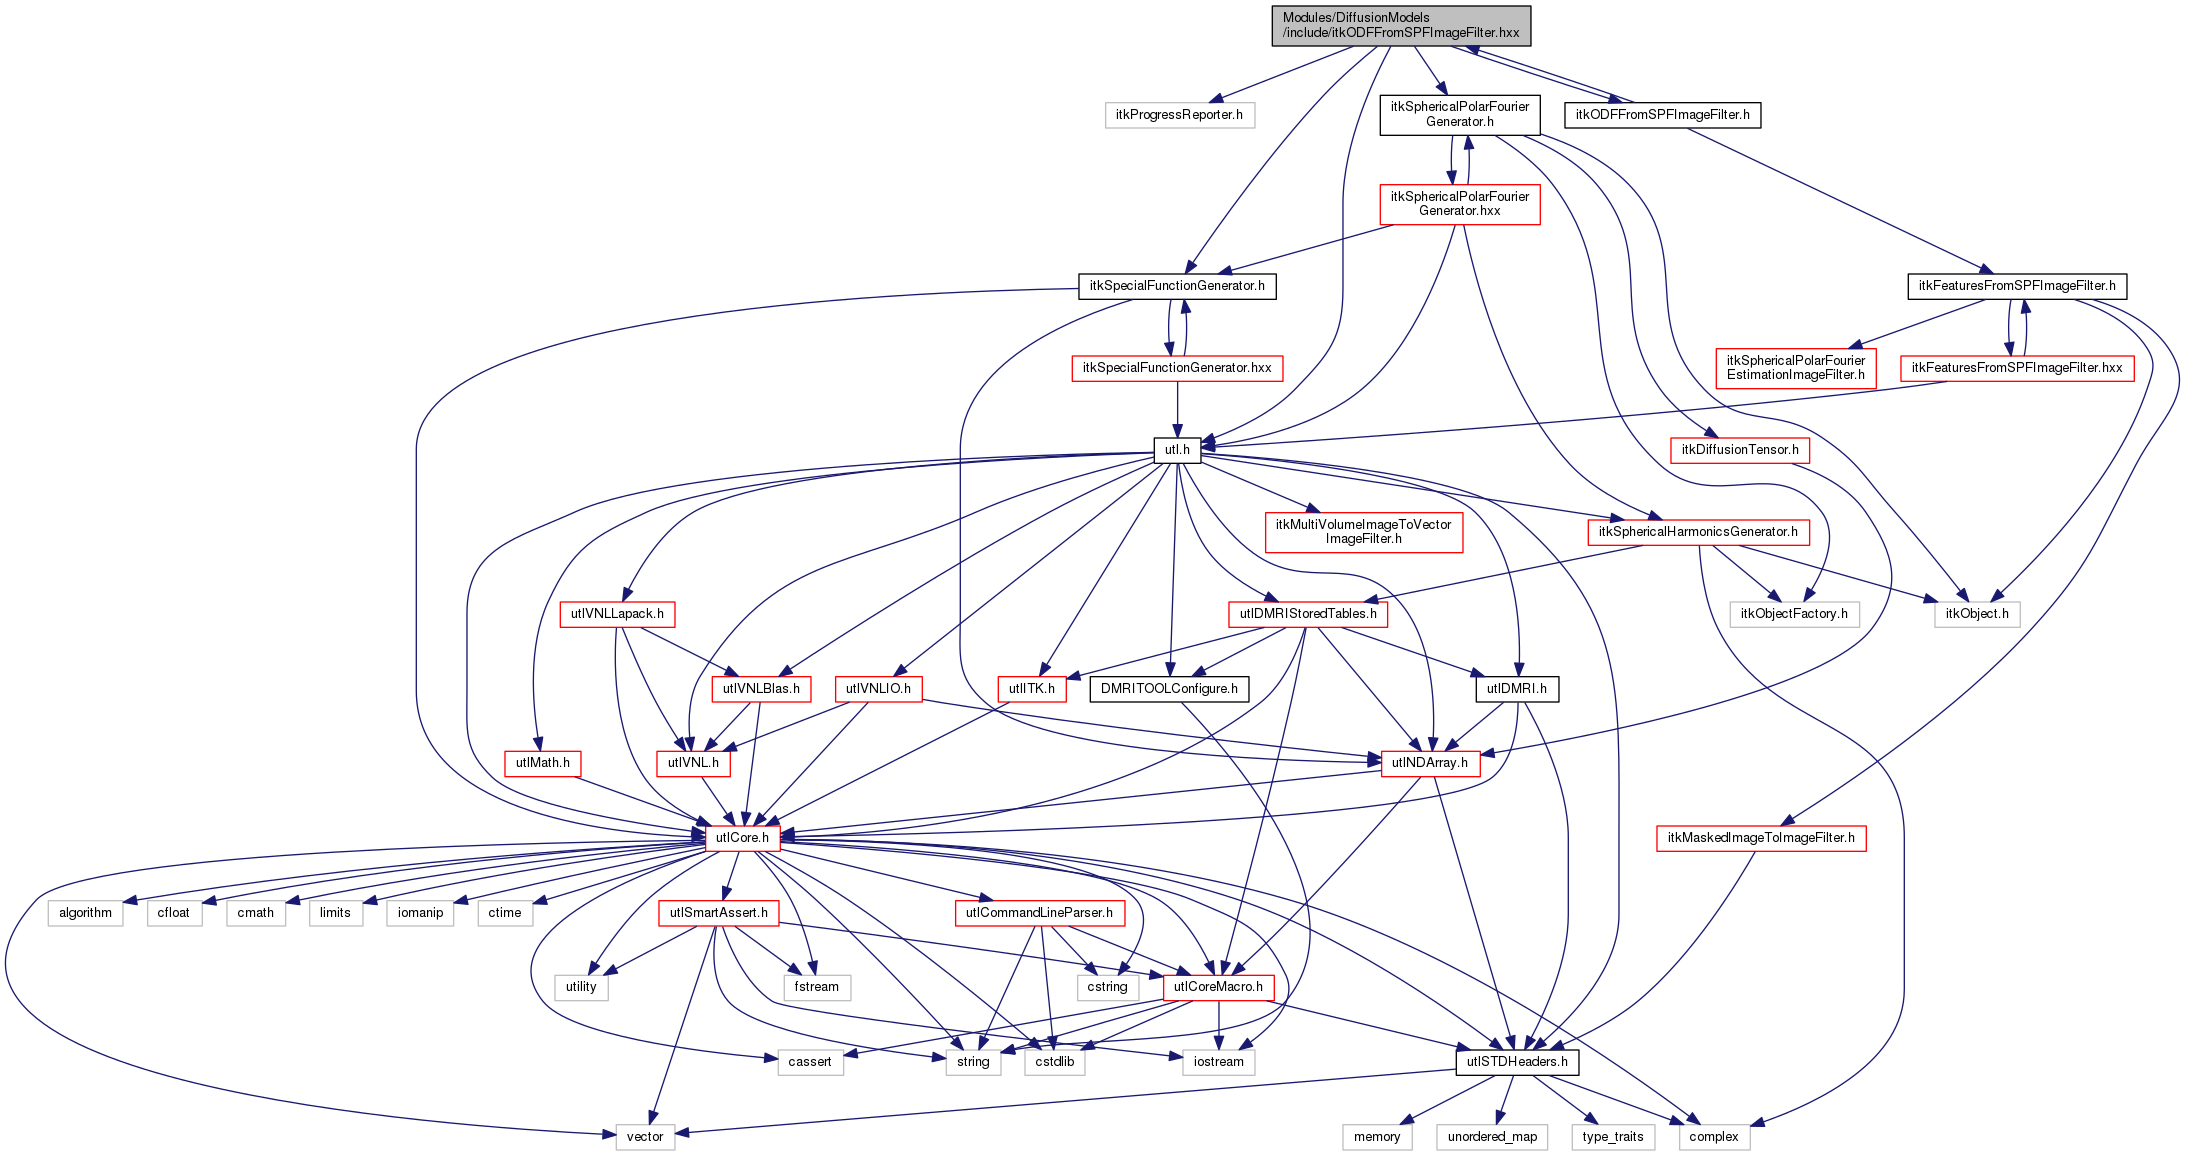 Modules/DiffusionModels
/include/itkODFFromSPFImageFilter.hxx
itkProgressReporter.h
itkSphericalPolarFourier
Generator.h
itkODFFromSPFImageFilter.h
itkSphericalPolarFourier
Generator.hxx
itkSpecialFunctionGenerator.h
itkFeaturesFromSPFImageFilter.h
itkSpecialFunctionGenerator.hxx
itkSphericalPolarFourier
EstimationImageFilter.h
itkFeaturesFromSPFImageFilter.hxx
utl.h
itkDiffusionTensor.h
itkMultiVolumeImageToVector
ImageFilter.h
itkSphericalHarmonicsGenerator.h
utlVNLLapack.h
utlDMRIStoredTables.h
itkObjectFactory.h
itkObject.h
utlVNLBlas.h
utlVNLIO.h
utlITK.h
DMRITOOLConfigure.h
utlDMRI.h
utlMath.h
utlVNL.h
utlNDArray.h
utlCore.h
itkMaskedImageToImageFilter.h
algorithm
cfloat
cmath
limits
iomanip
ctime
utlSmartAssert.h
utlCommandLineParser.h
utility
fstream
cstring
utlCoreMacro.h
cassert
string
cstdlib
iostream
utlSTDHeaders.h
vector
memory
unordered_map
type_traits
complex